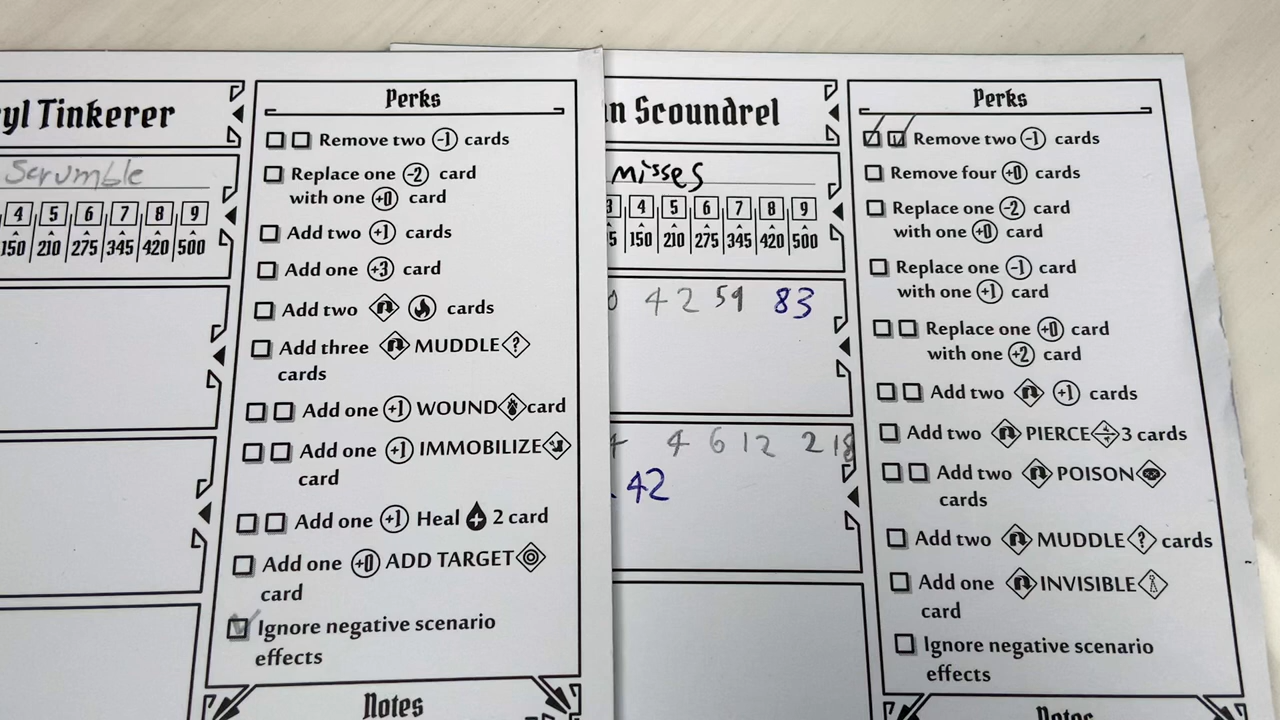 yl Tinkerer
Scrumble
4 5 6 7 8 9
150 210 275 345 420 500
Perks
Remove two -1 cards
Replace one -2 card
with one +0 card
Add two +1 cards
Add one +3 card
Add two cards
Add three MUDDLE ?
cards
Add one +1 WOUND card
Add one +1 IMMOBILIZE
card
Add one +1 Heal 2 card
Add one +0 ADD TARGET
card
Ignore negative scenario
effects
Notes
n Scoundrel
misses
3 4 5 6 7 8 9
5 150 210 275 345 420 500
42 59 83
4 6 12 2 18
42
Perks
Remove two -1 cards
Remove four +0 cards
Replace one -2 card
with one +0 card
Replace one -1 card
with one +1 card
Replace one +0 card
with one +2 card
Add two +1 cards
Add two PIERCE 3 cards
Add two POISON
cards
Add two MUDDLE ? cards
Add one INVISIBLE
card
Ignore negative scenario
effects
Notes